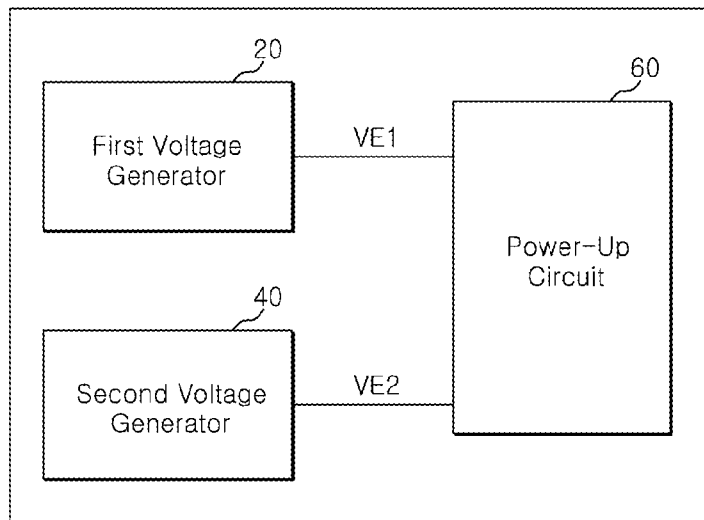 20
First Voltage
Generator
VE1
60
Power-Up
Circuit
40
Second Voltage
Generator
VE2